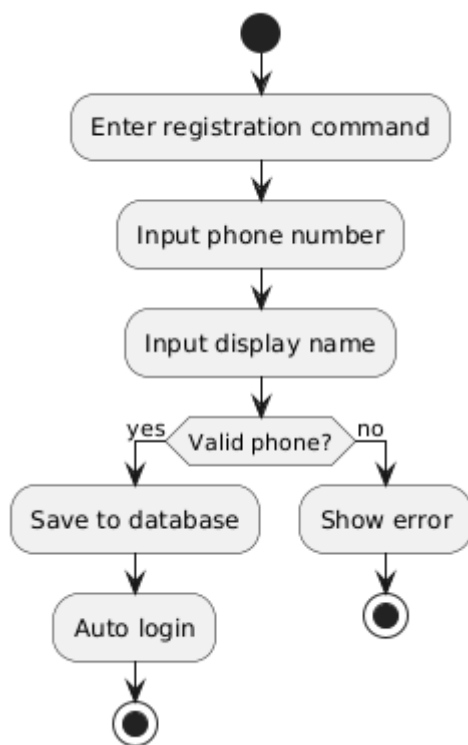 Enter registration command
Input phone number
Input display name
yes
Valid phone?
no
Save to database
Show error
Auto login